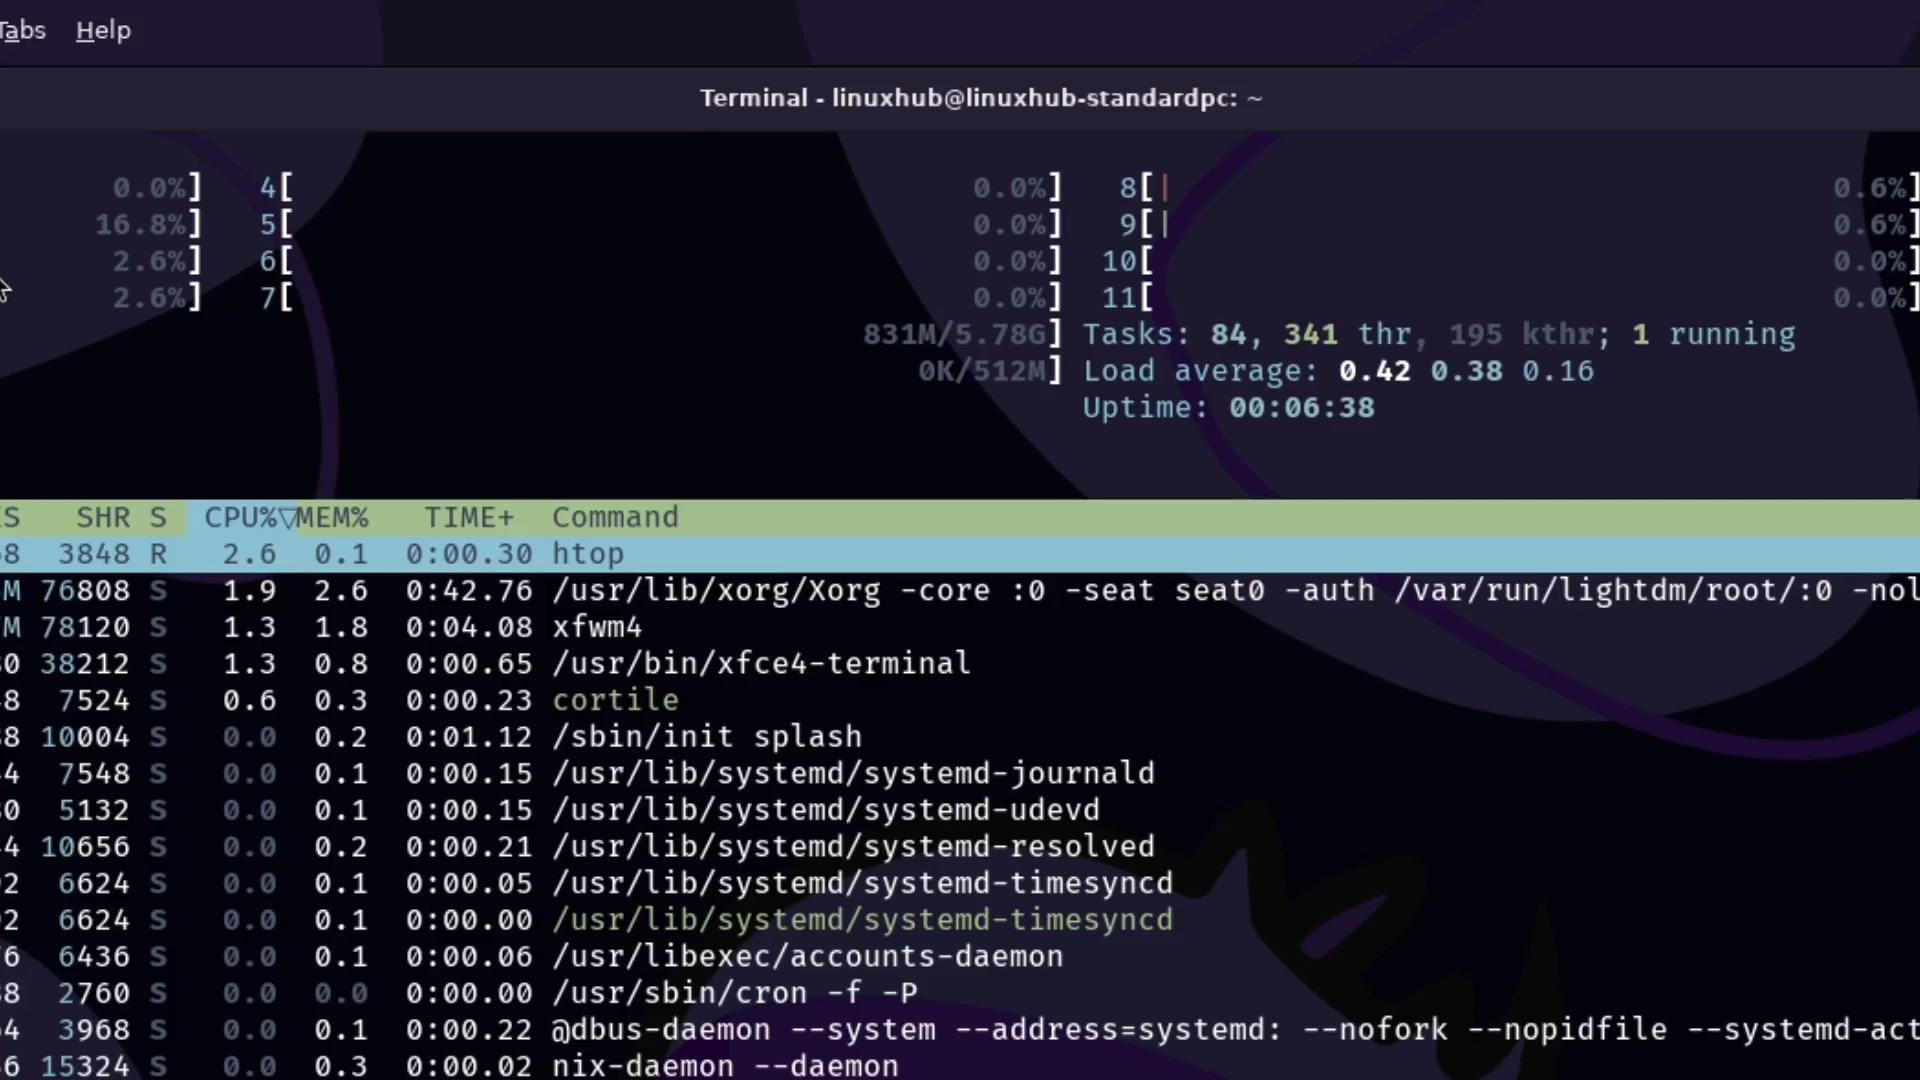 Tabs Help
Terminal - linuxhub@linuxhub-standardpc: ~
0.0%] 4[ 0.0%] 8[| 0.6%]
16.8%] 5[ 0.0%] 9[| 0.6%]
2.6%] 6[ 0.0%] 10[ 0.0%]
2.6%] 7[ 0.0%] 11[ 0.0%]
831M/5.78G] Tasks: 84, 341 thr, 195 kthr; 1 running
0K/512M] Load average: 0.42 0.38 0.16
Uptime: 00:06:38
S SHR S CPU%▽MEM% TIME+ Command
8 3848 R 2.6 0.1 0:00.30 htop
M 76808 S 1.9 2.6 0:42.76 /usr/lib/xorg/Xorg -core :0 -seat seat0 -auth /var/run/lightdm/root/:0 -nol
M 78120 S 1.3 1.8 0:04.08 xfwm4
0 38212 S 1.3 0.8 0:00.65 /usr/bin/xfce4-terminal
8 7524 S 0.6 0.3 0:00.23 cortile
8 10004 S 0.0 0.2 0:01.12 /sbin/init splash
4 7548 S 0.0 0.1 0:00.15 /usr/lib/systemd/systemd-journald
0 5132 S 0.0 0.1 0:00.15 /usr/lib/systemd/systemd-udevd
4 10656 S 0.0 0.2 0:00.21 /usr/lib/systemd/systemd-resolved
2 6624 S 0.0 0.1 0:00.05 /usr/lib/systemd/systemd-timesyncd
2 6624 S 0.0 0.1 0:00.00 /usr/lib/systemd/systemd-timesyncd
6 6436 S 0.0 0.1 0:00.06 /usr/libexec/accounts-daemon
8 2760 S 0.0 0.0 0:00.00 /usr/sbin/cron -f -P
4 3968 S 0.0 0.1 0:00.22 @dbus-daemon --system --address=systemd: --nofork --nopidfile --systemd-act
6 15324 S 0.0 0.3 0:00.02 nix-daemon --daemon